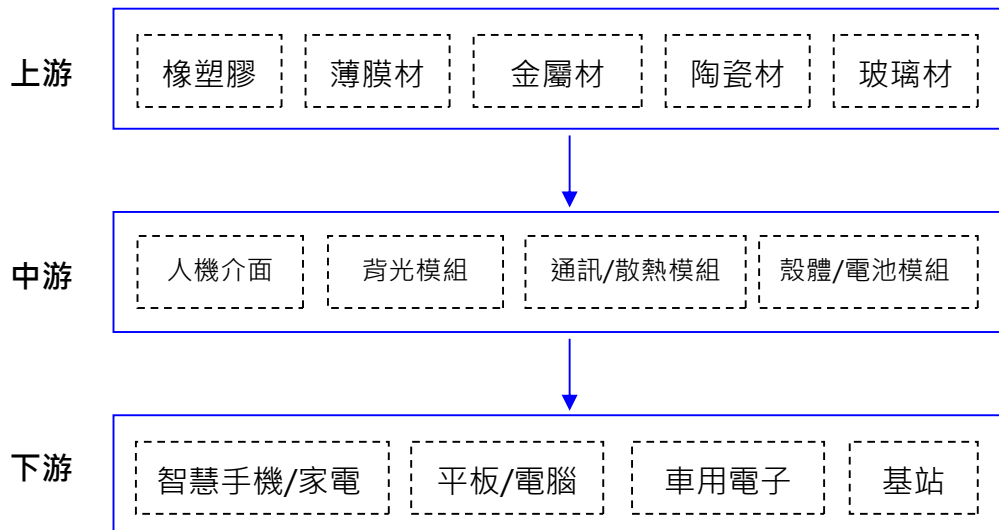 上游
橡塑膠 薄膜材 金屬材 陶瓷材 玻璃材
中游
人機介面 背光模組 通訊/散熱模組 殼體/電池模組
下游
智慧手機/家電 平板/電腦 車用電子 基站